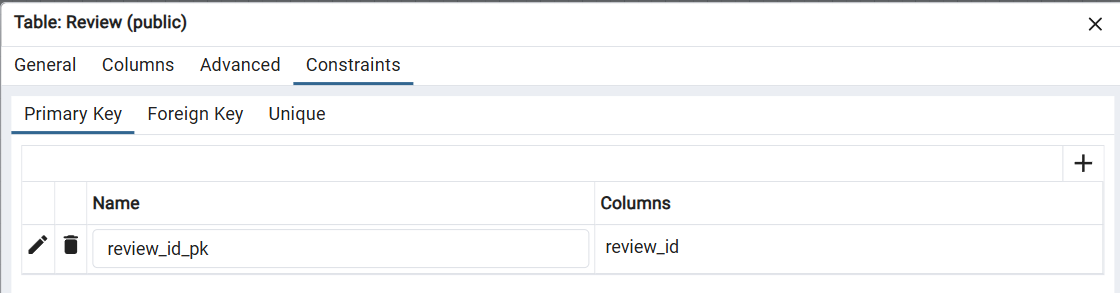 Table: Review (public)
General Columns Advanced Constraints
Primary Key Foreign Key Unique
Name Columns
review_id_pk review_id